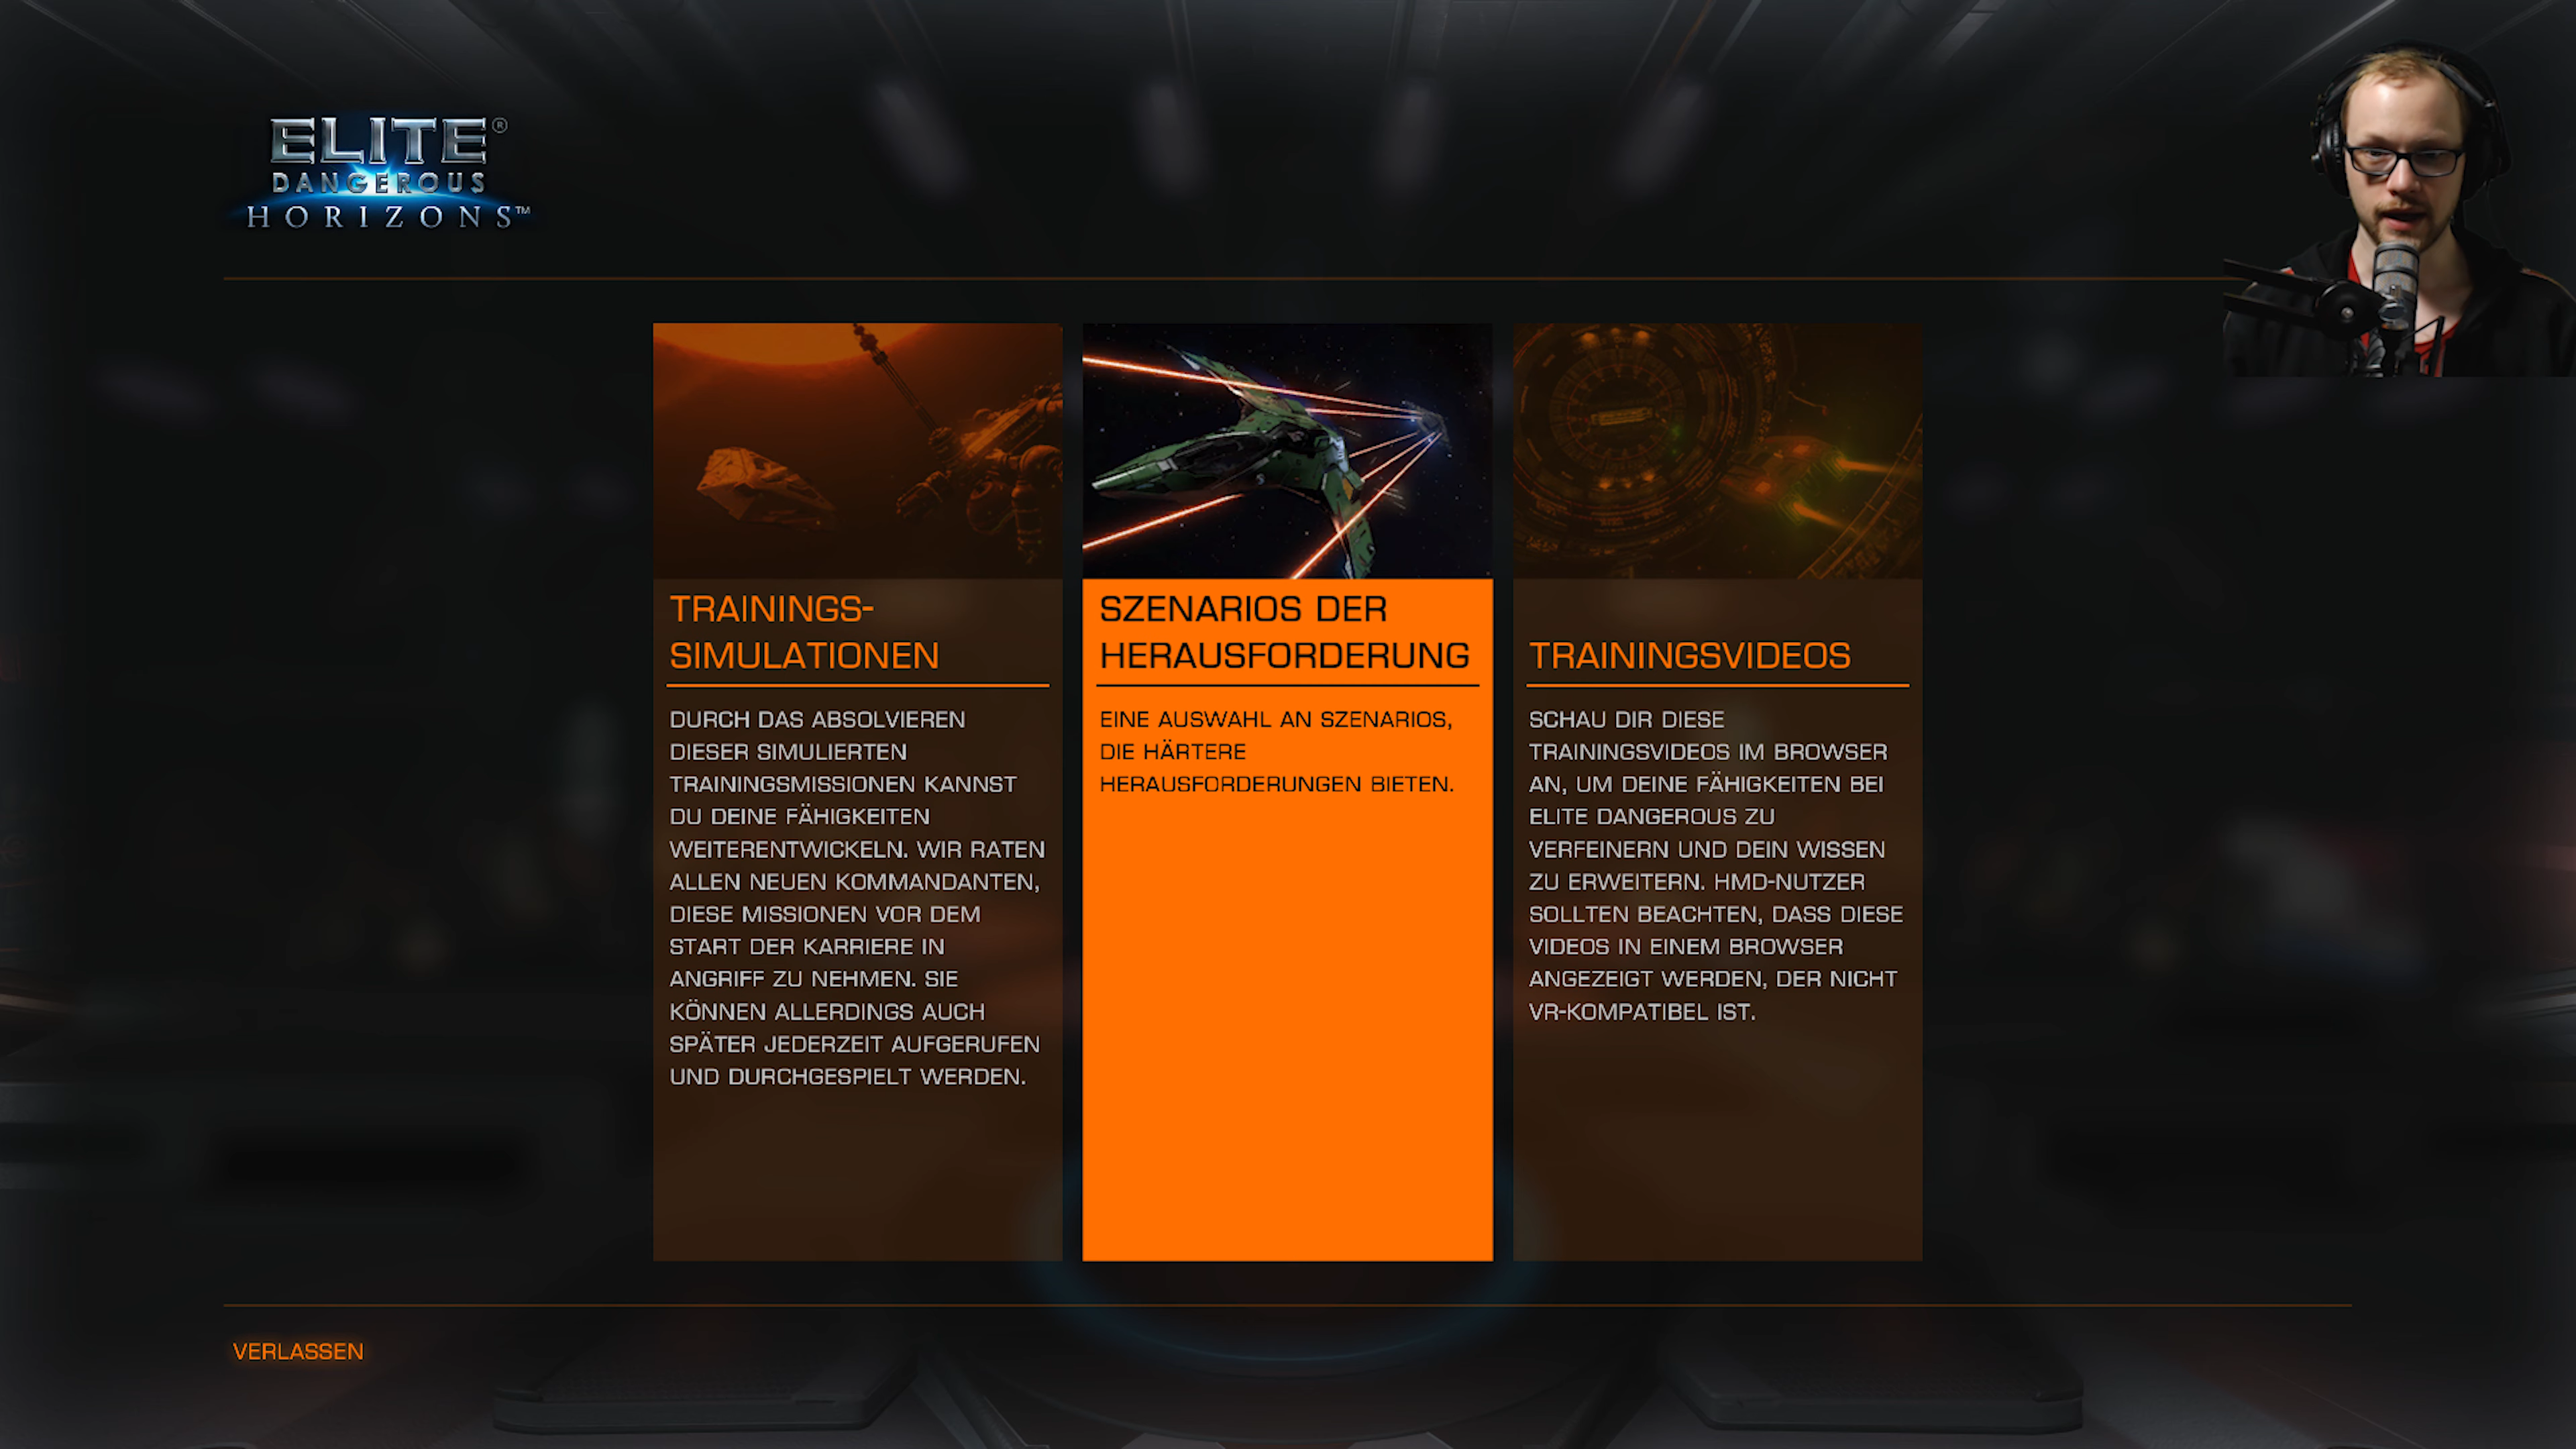 ELITE®
DANGEROUS
HORIZONS™
TRAININGS-
SIMULATIONEN
DURCH DAS ABSOLVIEREN
DIESER SIMULIERTEN
TRAININGSMISSIONEN KANNST
DU DEINE FÄHIGKEITEN
WEITERENTWICKELN. WIR RATEN
ALLEN NEUEN KOMMANDANTEN,
DIESE MISSIONEN VOR DEM
START DER KARRIERE IN
ANGRIFF ZU NEHMEN. SIE
KÖNNEN ALLERDINGS AUCH
SPÄTER JEDERZEIT AUFGERUFEN
UND DURCHGESPIELT WERDEN.
SZENARIOS DER
HERAUSFORDERUNG
EINE AUSWAHL AN SZENARIOS,
DIE HÄRTERE
HERAUSFORDERUNGEN BIETEN.
TRAININGSVIDEOS
SCHAU DIR DIESE
TRAININGSVIDEOS IM BROWSER
AN, UM DEINE FÄHIGKEITEN BEI
ELITE DANGEROUS ZU
VERFEINERN UND DEIN WISSEN
ZU ERWEITERN. HMD-NUTZER
SOLLTEN BEACHTEN, DASS DIESE
VIDEOS IN EINEM BROWSER
ANGEZEIGT WERDEN, DER NICHT
VR-KOMPATIBEL IST.
VERLASSEN